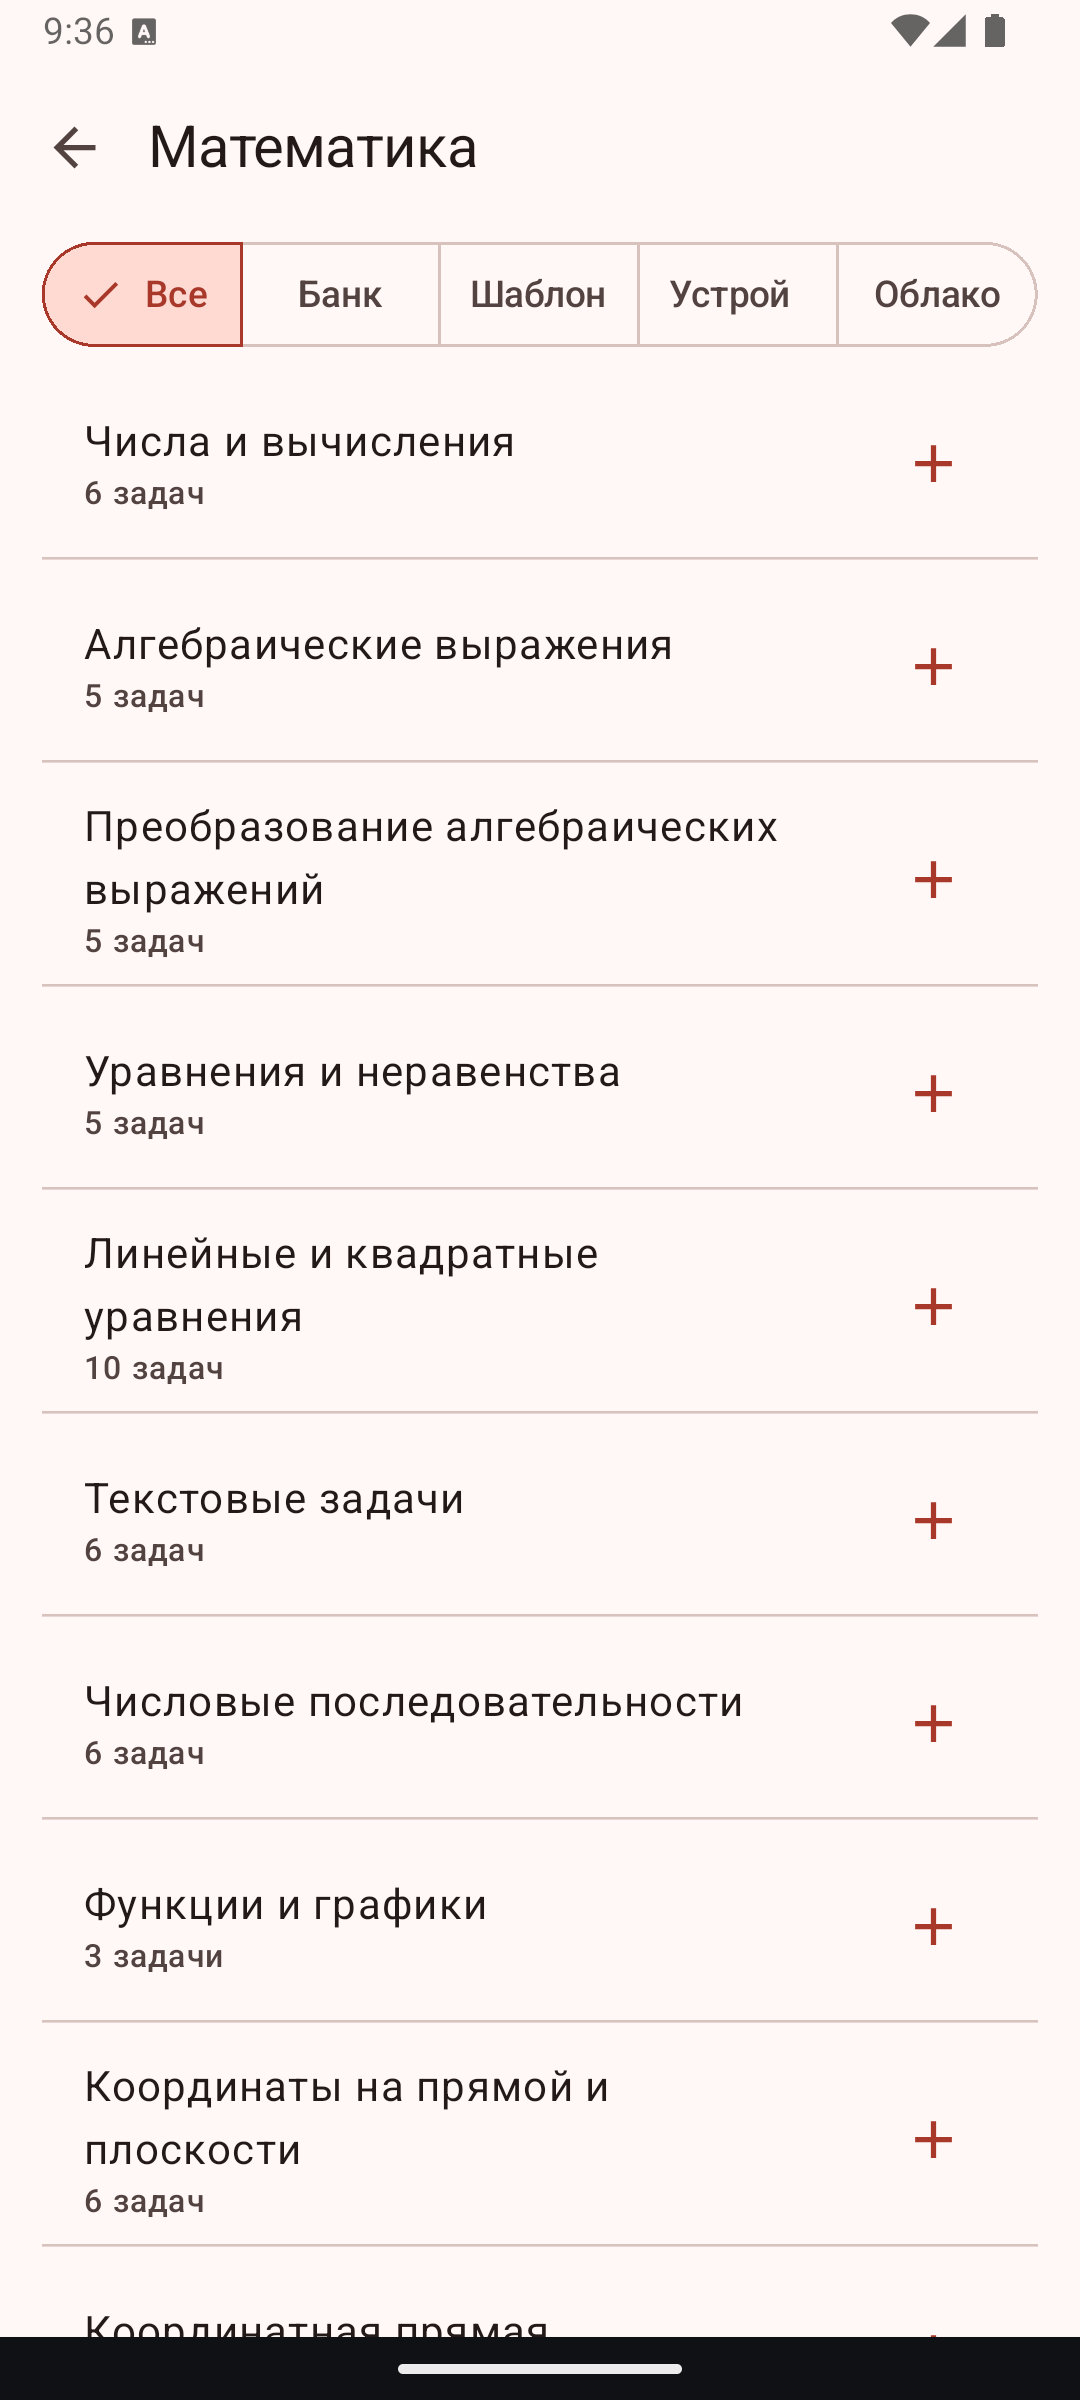 9:36
Математика
Все
Банк
Шаблон
Устрой
Облако
Числа и вычисления
6 задач
Алгебраические выражения
5 задач
Преобразование алгебраических
выражений
5 задач
Уравнения и неравенства
5 задач
Линейные и квадратные
уравнения
10 задач
Текстовые задачи
6 задач
Числовые последовательности
6 задач
Функции и графики
3 задачи
Координаты на прямой и
плоскости
6 задач
Координатная прямая